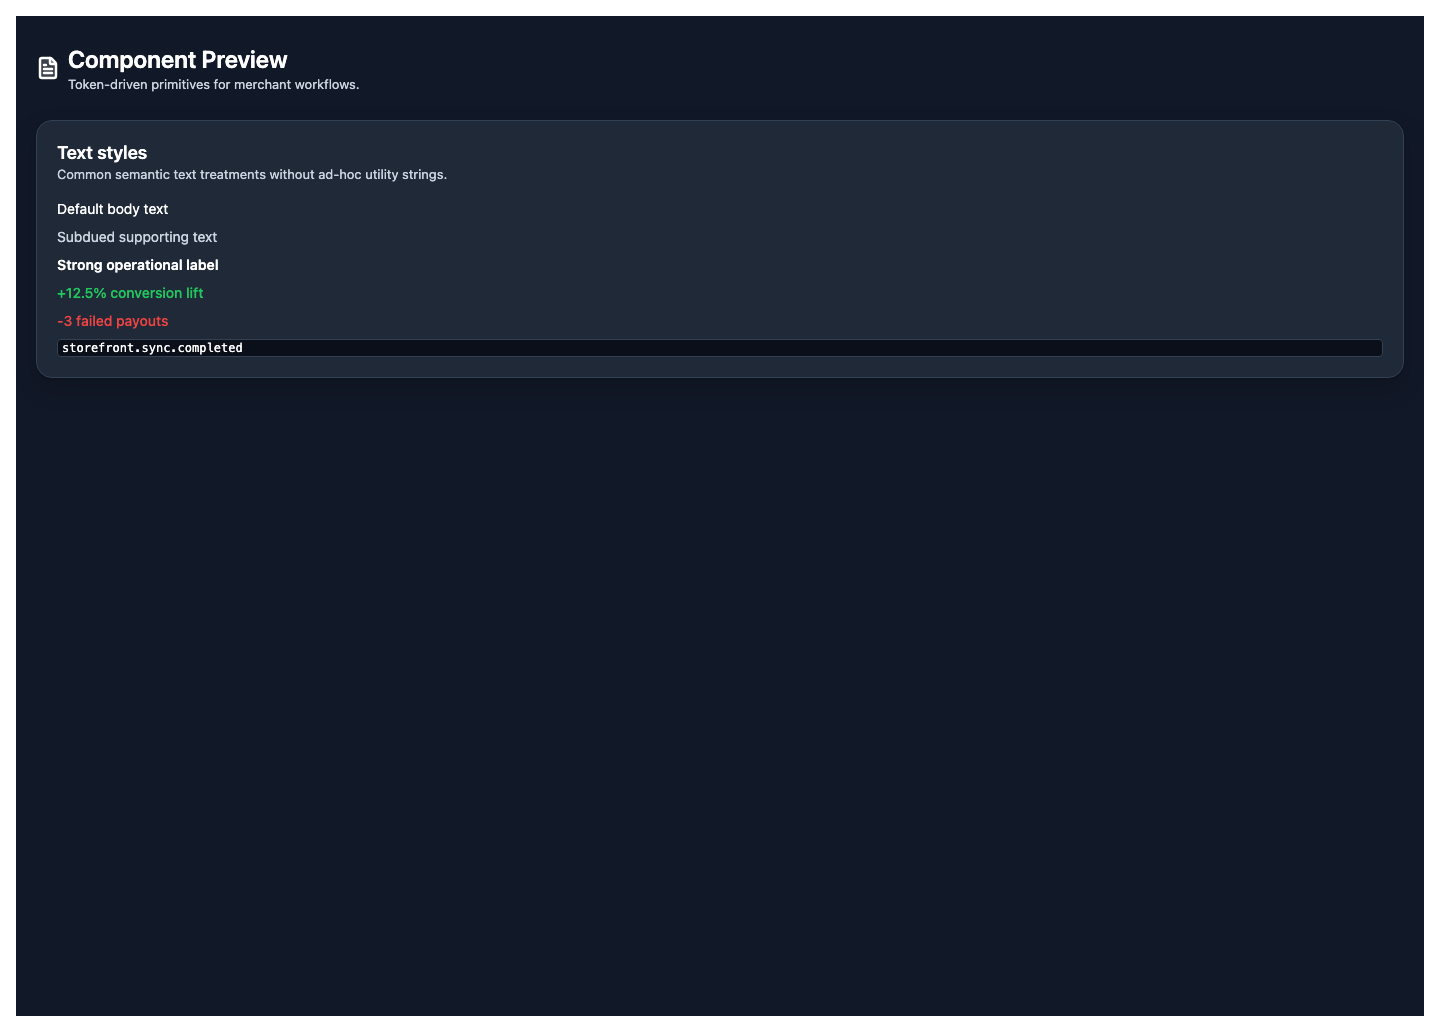 Component Preview
Token-driven primitives for merchant workflows.
Text styles
Common semantic text treatments without ad-hoc utility strings.
Default body text
Subdued supporting text
Strong operational label
+12.5% conversion lift
-3 failed payouts
storefront.sync.completed